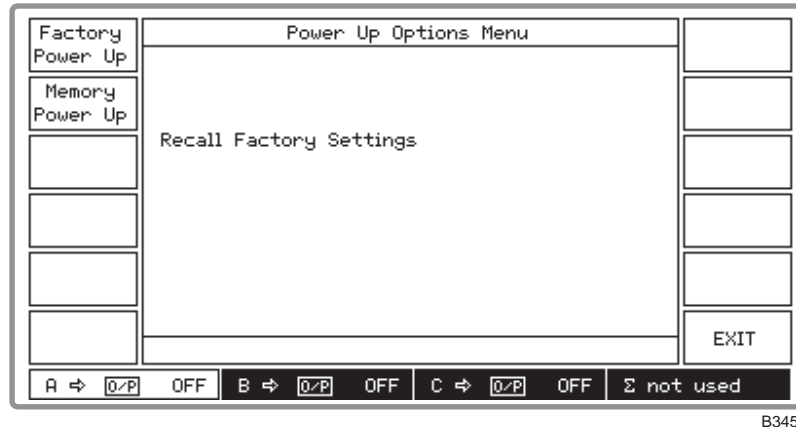 Factory
Power Up
Power Up Options Menu
Memory
Power Up
Recall Factory Settings
EXIT
A ⇨ O/P OFF
B ⇨ O/P OFF
C ⇨ O/P OFF
Σ not used
B345